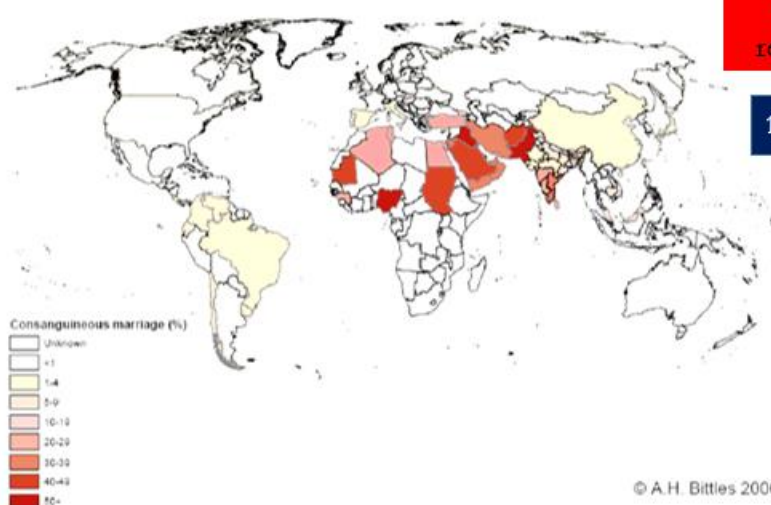 Consanguineous marriage (%)
Unknown
<1
1-4
5-9
10-19
20-29
30-39
40-49
50+
© A.H. Bittles 200